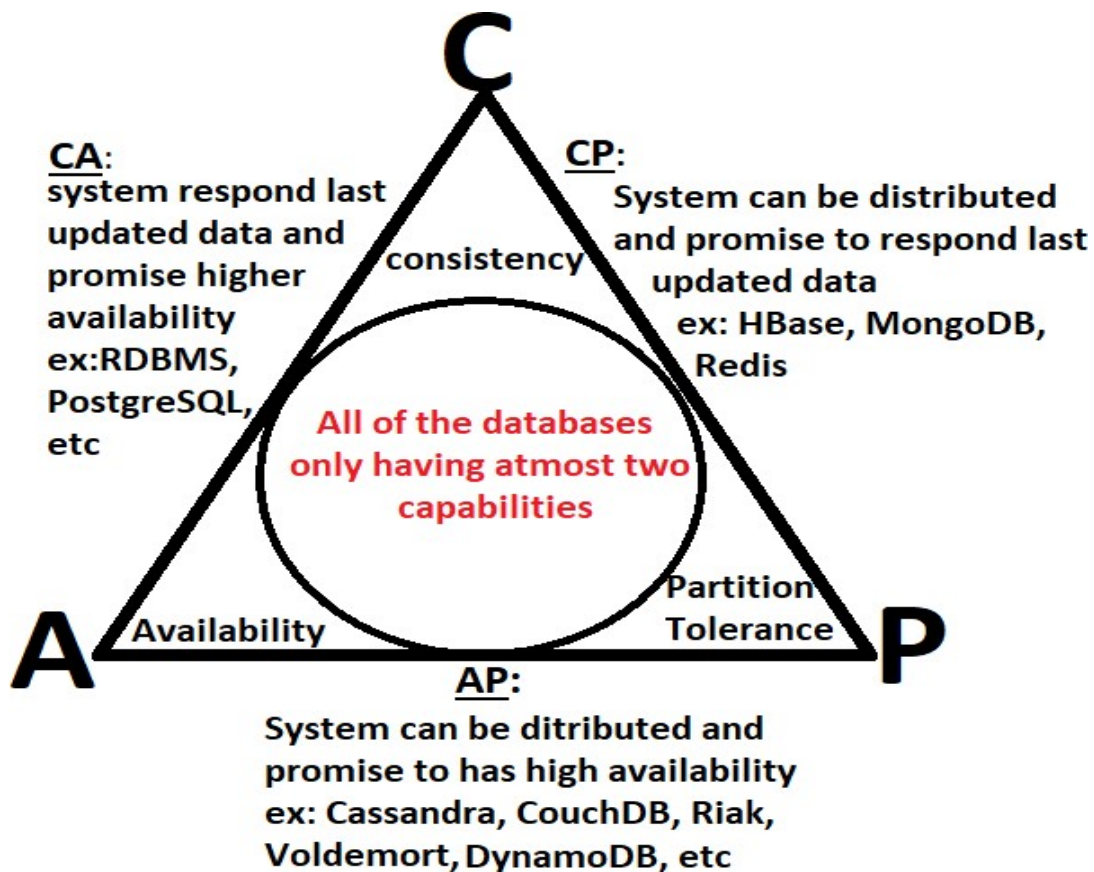 C
CA:
system respond last
updated data and
promise higher
availability
ex:RDBMS,
PostgreSQL,
etc
CP:
System can be distributed
and promise to respond last
updated data
ex: HBase, MongoDB,
Redis
consistency
All of the databases
only having atmost two
capabilities
A
Availability
Partition
Tolerance
P
AP:
System can be ditributed and
promise to has high availability
ex: Cassandra, CouchDB, Riak,
Voldemort, DynamoDB, etc